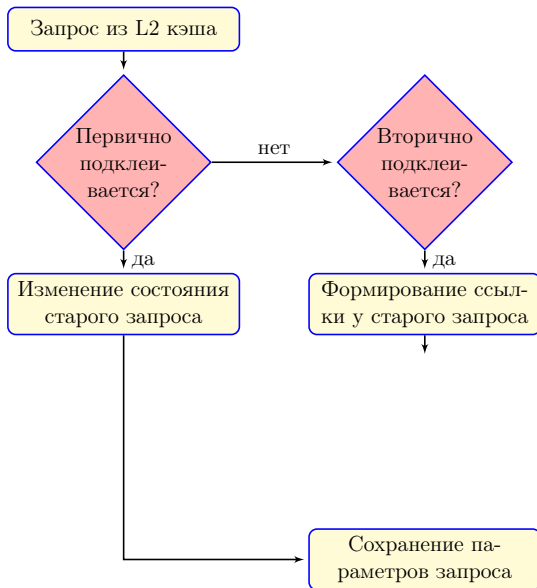 Запрос из L2 кэша
Первично
подклеи-
вается?
нет
Вторично
подклеи-
вается?
да
да
Изменение состояния
старого запроса
Формирование ссыл-
ки у старого запроса
Сохранение па-
раметров запроса